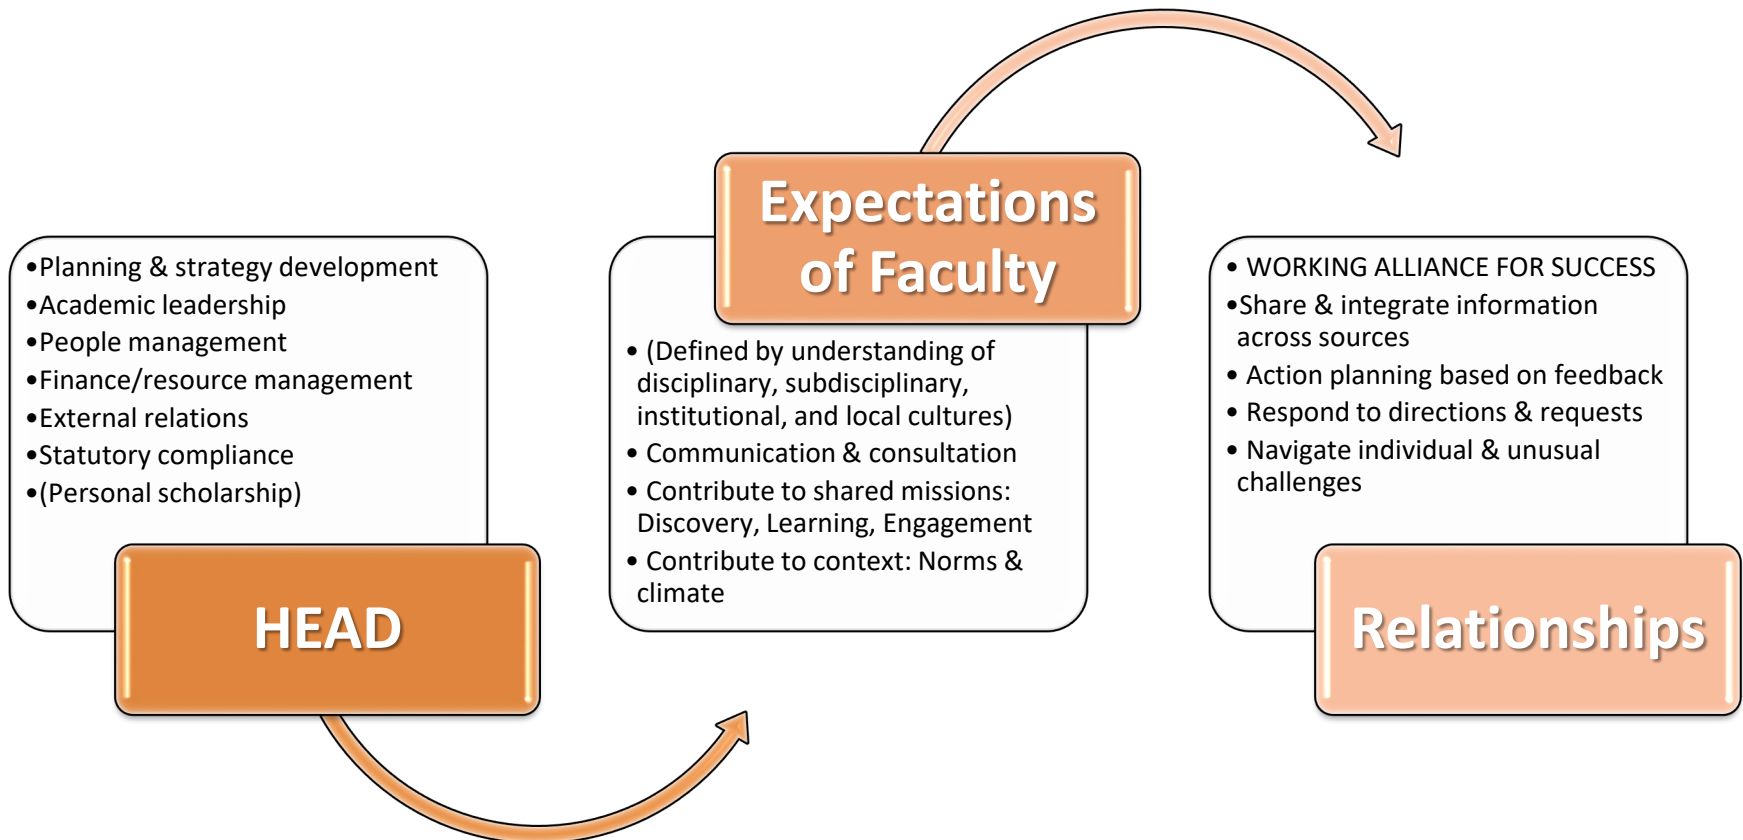 •Planning & strategy development
•Academic leadership
•People management
•Finance/resource management
•External relations
•Statutory compliance
•(Personal scholarship)
HEAD
Expectations
of Faculty
• (Defined by understanding of
disciplinary, subdisciplinary,
institutional, and local cultures)
• Communication & consultation
• Contribute to shared missions:
Discovery, Learning, Engagement
• Contribute to context: Norms &
climate
• WORKING ALLIANCE FOR SUCCESS
•Share & integrate information
across sources
• Action planning based on feedback
• Respond to directions & requests
• Navigate individual & unusual
challenges
Relationships